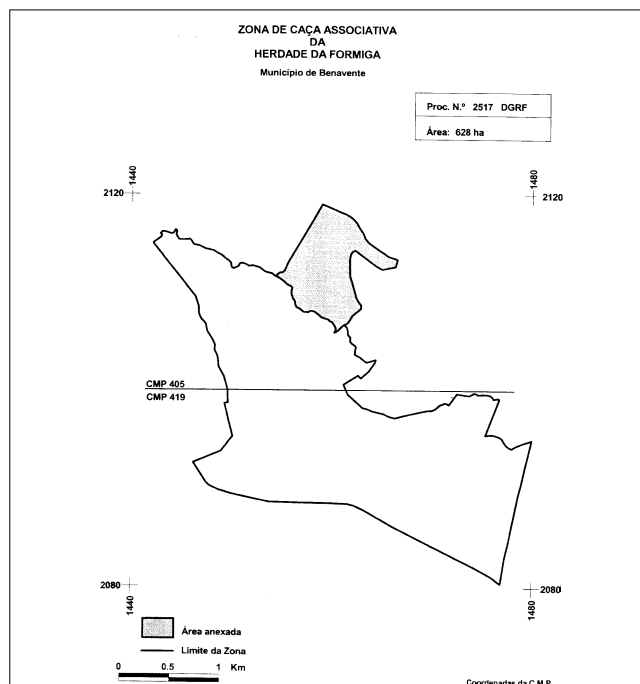 ZONA DE CAÇA ASSOCIATIVA
DA
HERDADE DA FORMIGA
Município de Benavente
Proc. N.º 2517 DGRF
Área: 628 ha
1440
1480
2120
2120
CMP 405
CMP 419
2080
2080
1440
1480
Área anexada
Limite da Zona
0 0.5 1 Km
Coordenadas da C.M.P.